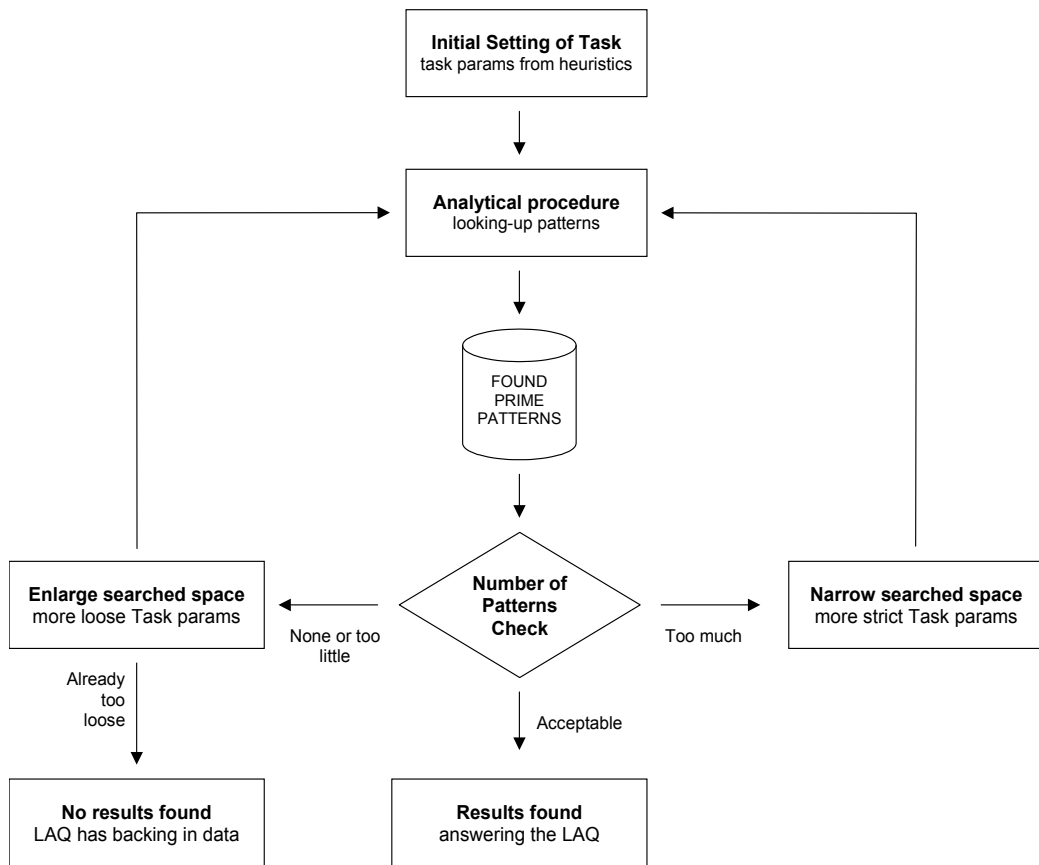 Initial Setting of Task
task params from heuristics
Analytical procedure
looking-up patterns
FOUND
PRIME
PATTERNS
Number of
Patterns
Check
Enlarge searched space
more loose Task params
None or too
little
Too much
Narrow searched space
more strict Task params
Already
too
loose
Acceptable
No results found
LAQ has backing in data
Results found
answering the LAQ